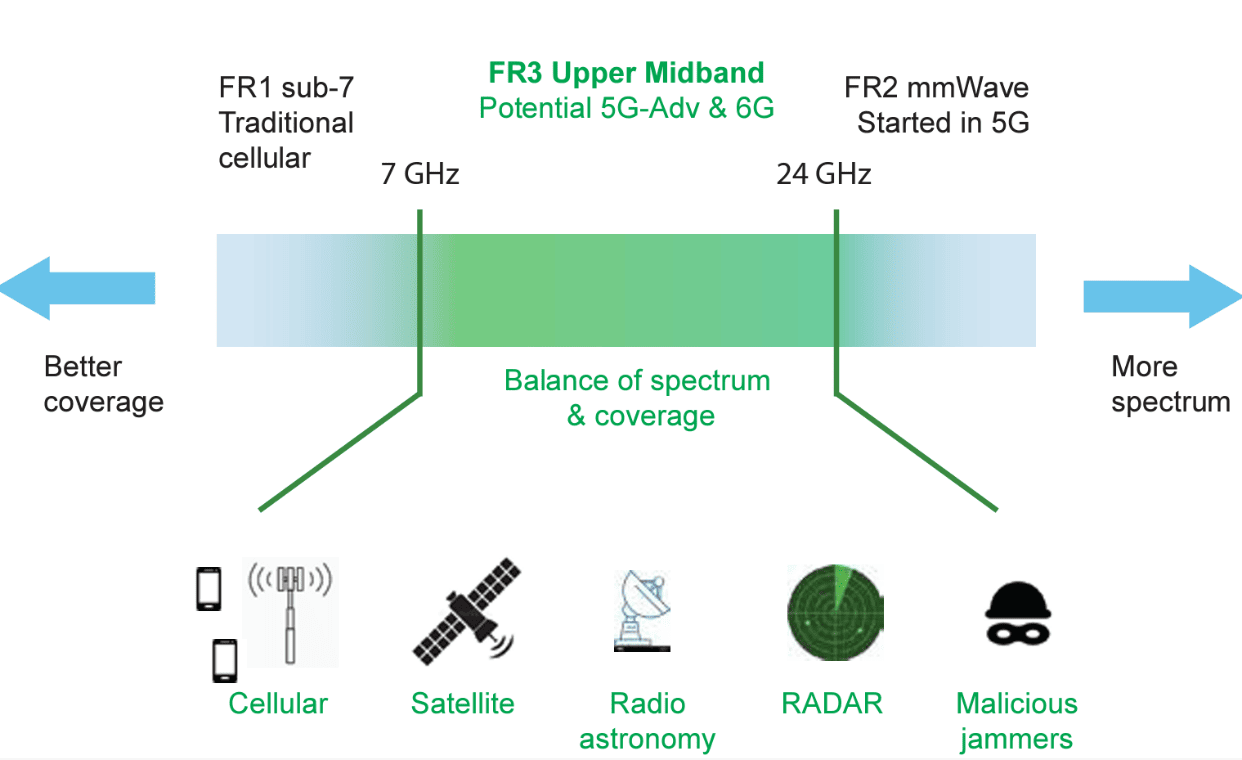 FR1 sub-7
Traditional
cellular
FR3 Upper Midband
Potential 5G-Adv & 6G
FR2 mmWave
Started in 5G
7 GHz
24 GHz
Better
coverage
Balance of spectrum
& coverage
More
spectrum
Cellular
Satellite
Radio
astronomy
RADAR
Malicious
jammers